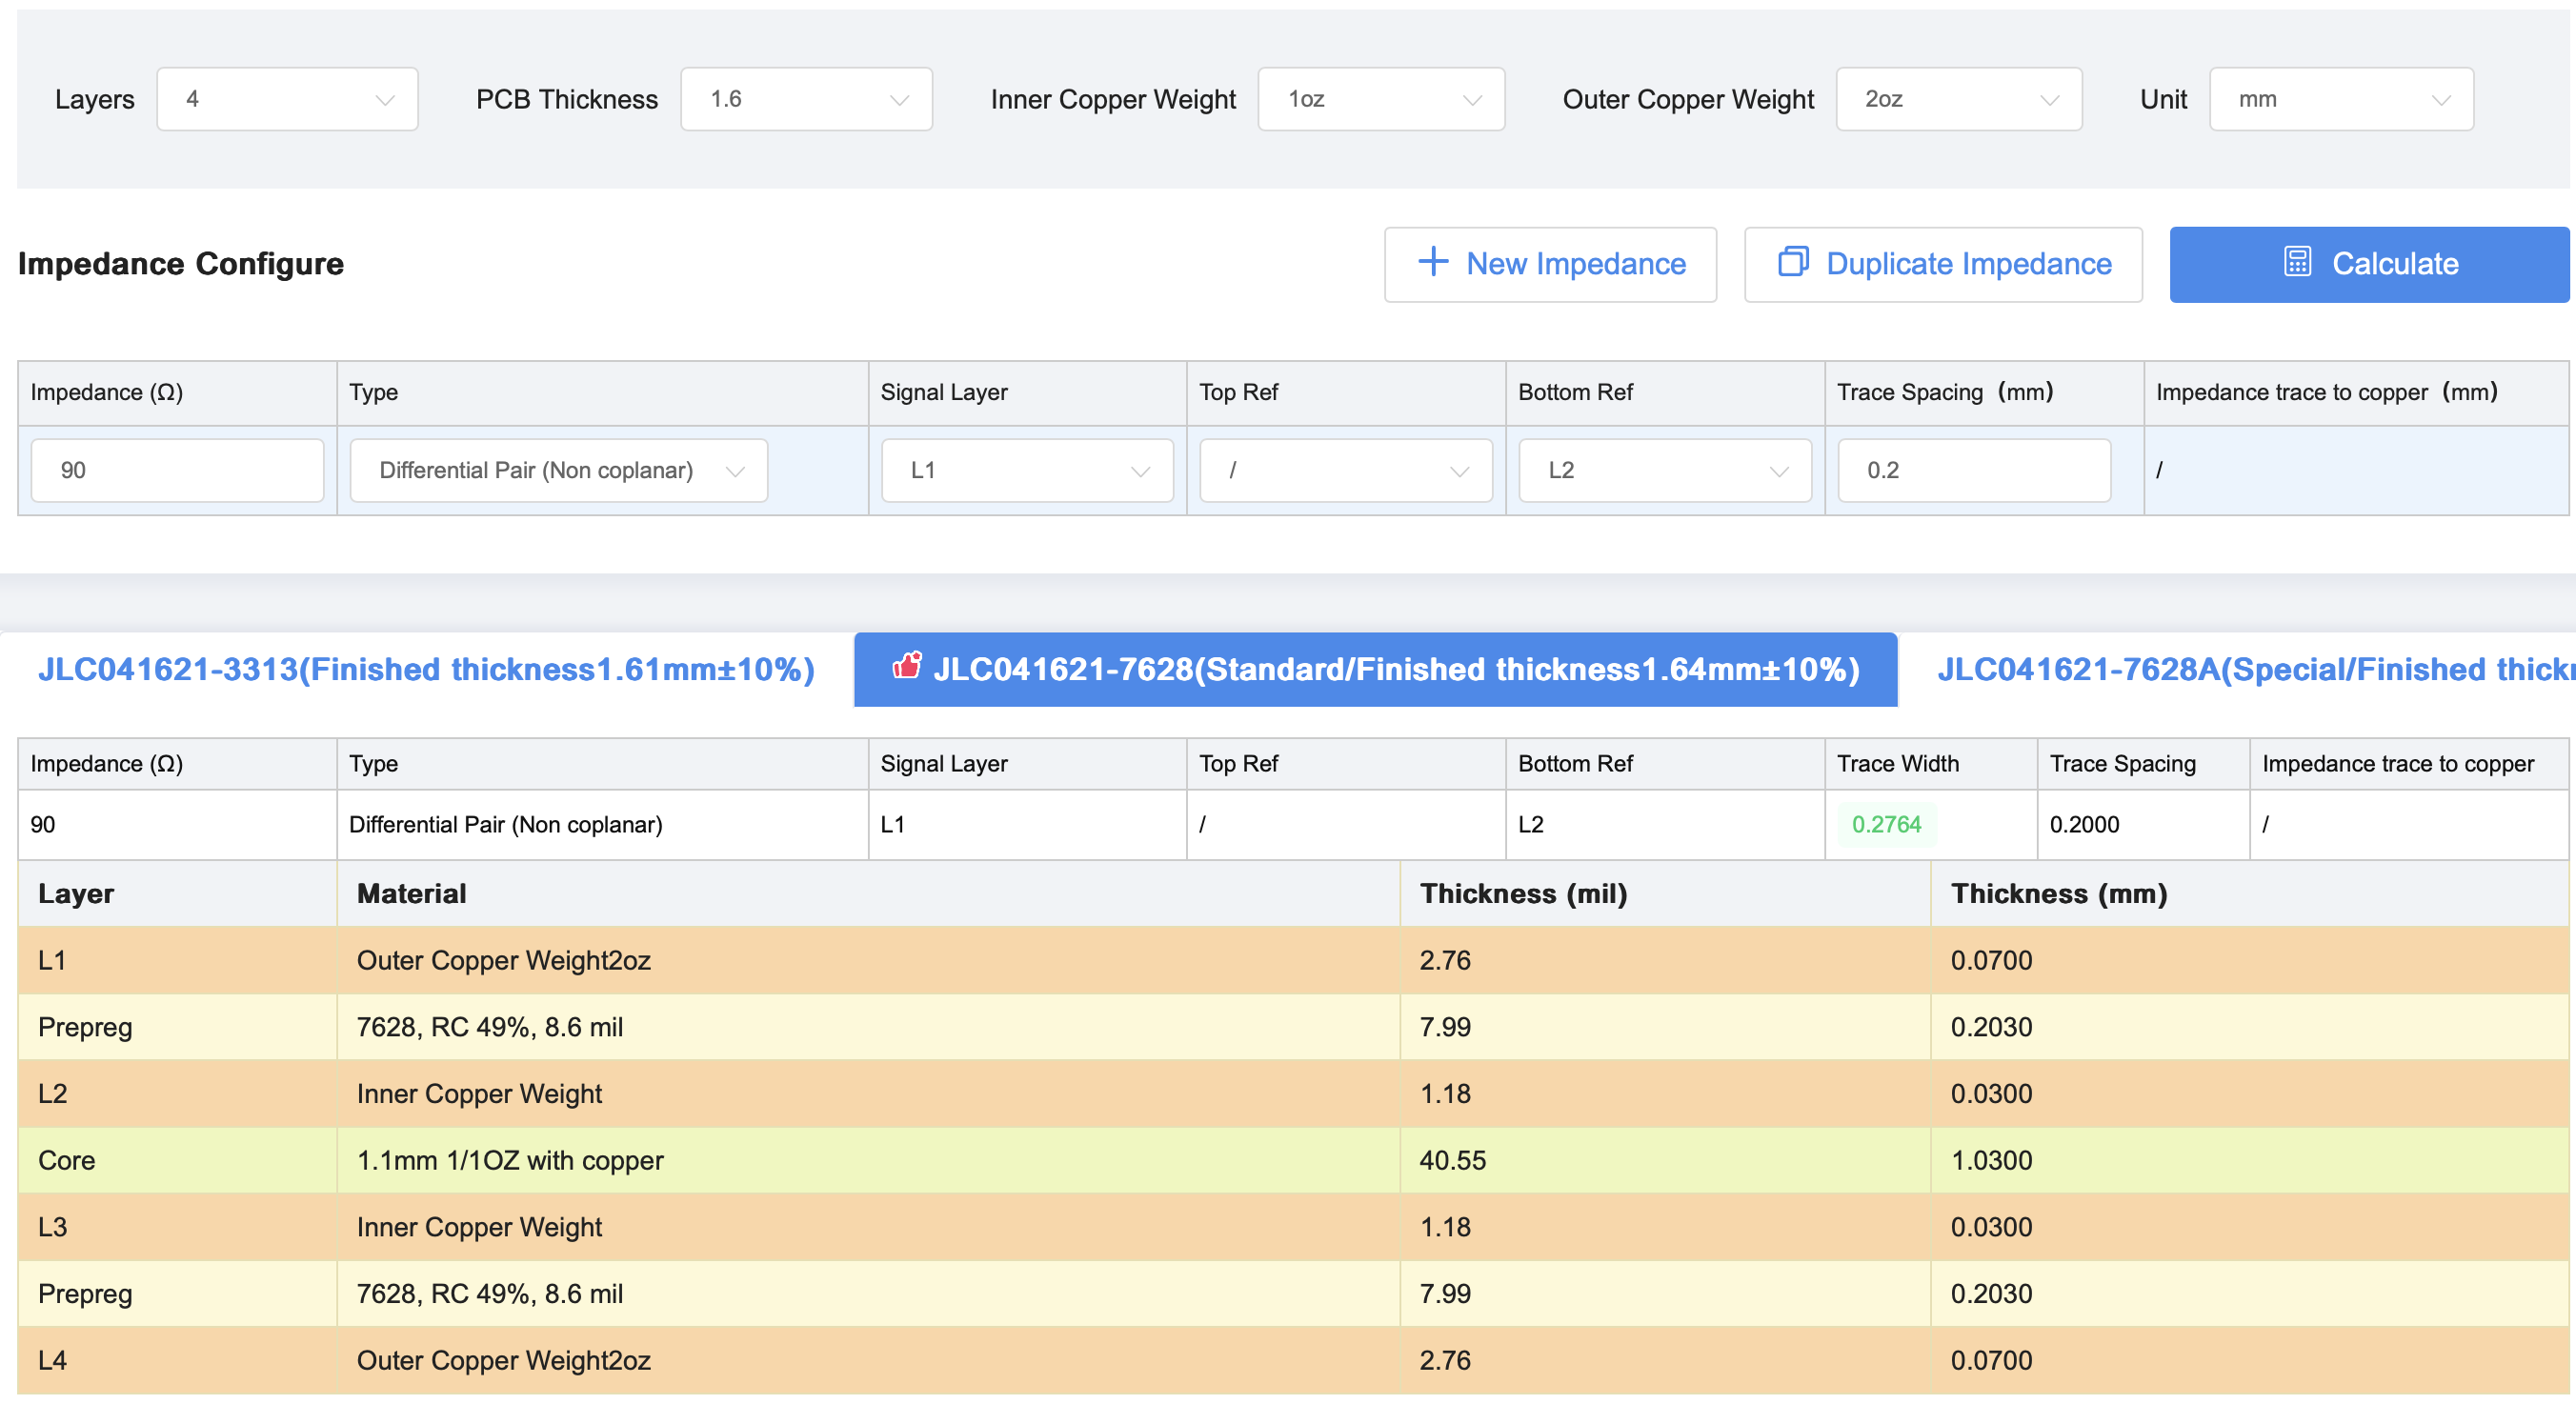 Layers 4 PCB Thickness 1.6 Inner Copper Weight 1oz Outer Copper Weight 2oz Unit mm
Impedance Configure New Impedance Duplicate Impedance Calculate
Impedance (Ω) Type Signal Layer Top Ref Bottom Ref Trace Spacing (mm) Impedance trace to copper (mm)
90 Differential Pair (Non coplanar) L1 / L2 0.2 /
JLC041621-3313(Finished thickness1.61mm±10%) JLC041621-7628(Standard/Finished thickness1.64mm±10%) JLC041621-7628A(Special/Finished
Impedance (Ω) Type Signal Layer Top Ref Bottom Ref Trace Width Trace Spacing Impedance trace to copper
90 Differential Pair (Non coplanar) L1 / L2 0.2764 0.2000 /
Layer Material Thickness (mil) Thickness (mm)
L1 Outer Copper Weight2oz 2.76 0.0700
Prepreg 7628, RC 49%, 8.6 mil 7.99 0.2030
L2 Inner Copper Weight 1.18 0.0300
Core 1.1mm 1/1OZ with copper 40.55 1.0300
L3 Inner Copper Weight 1.18 0.0300
Prepreg 7628, RC 49%, 8.6 mil 7.99 0.2030
L4 Outer Copper Weight2oz 2.76 0.0700